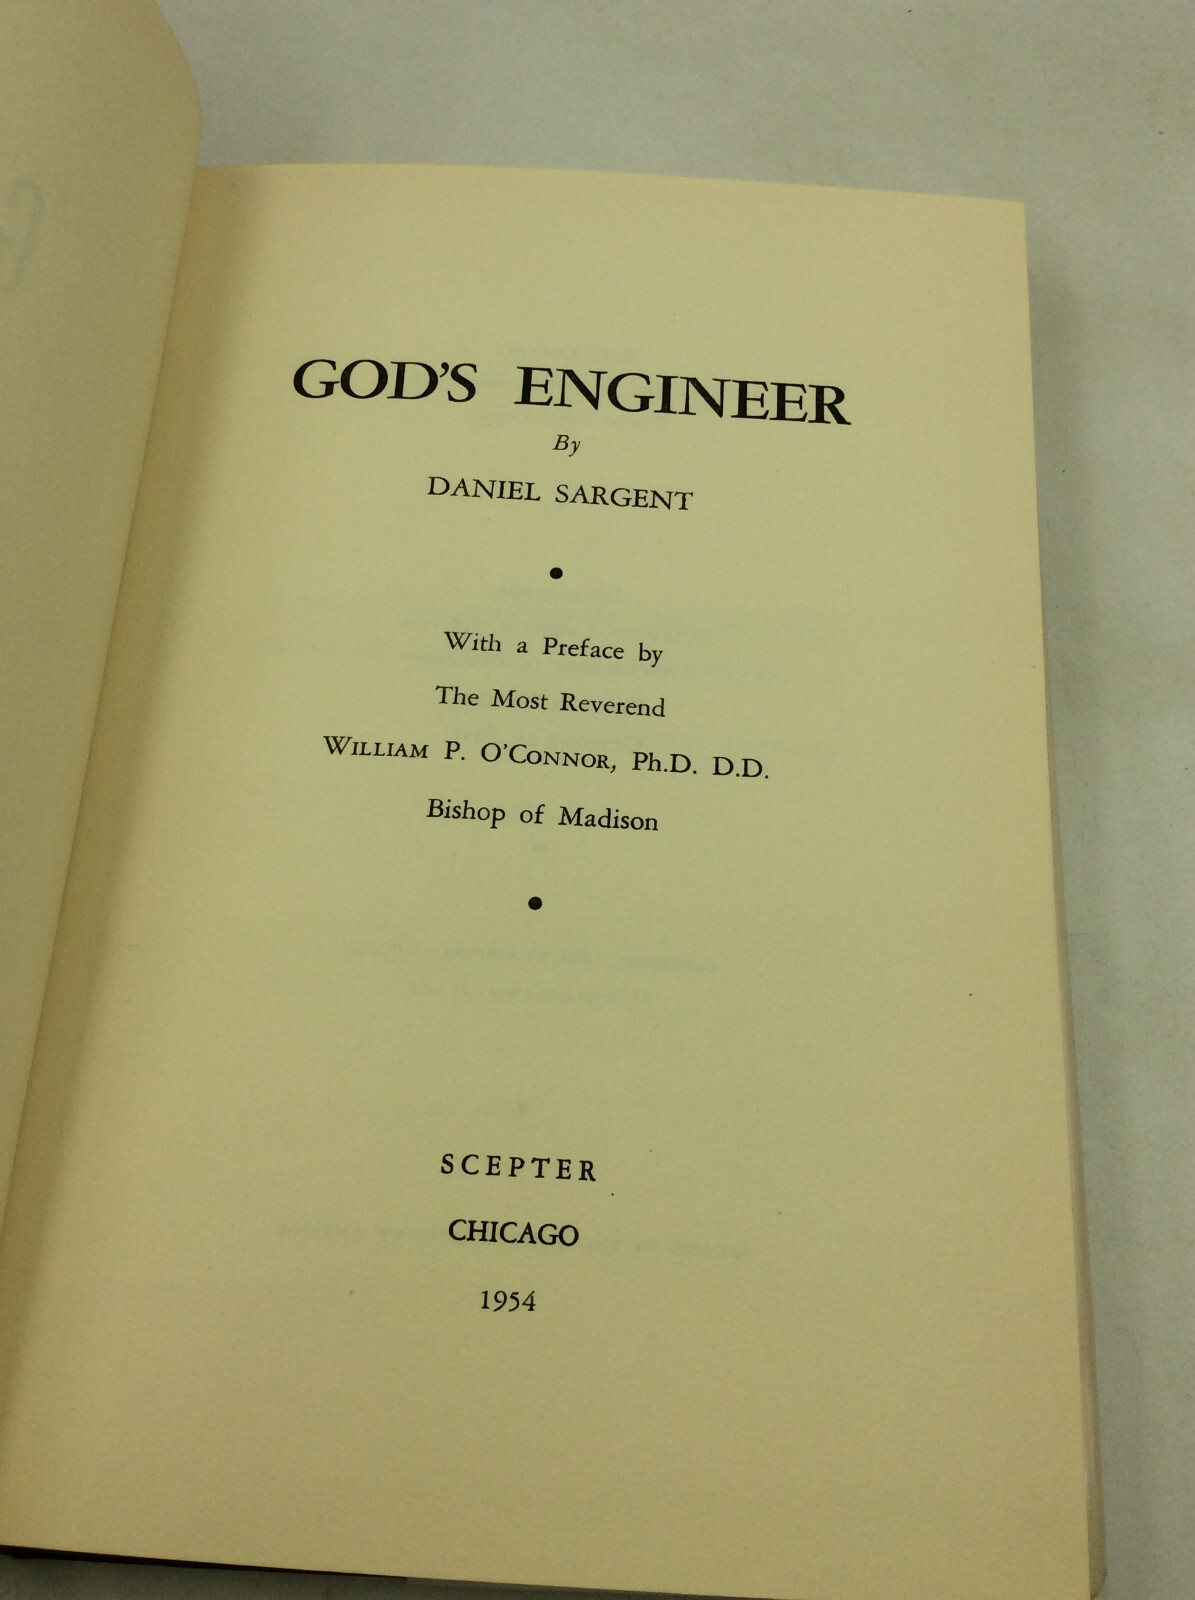 GOD'S ENGINEER
By
DANIEL SARGENT
•
With a Preface by
The Most Reverend
WILLIAM P. O'CONNOR, Ph.D. D.D.
Bishop of Madison
•
SCEPTER
CHICAGO
1954